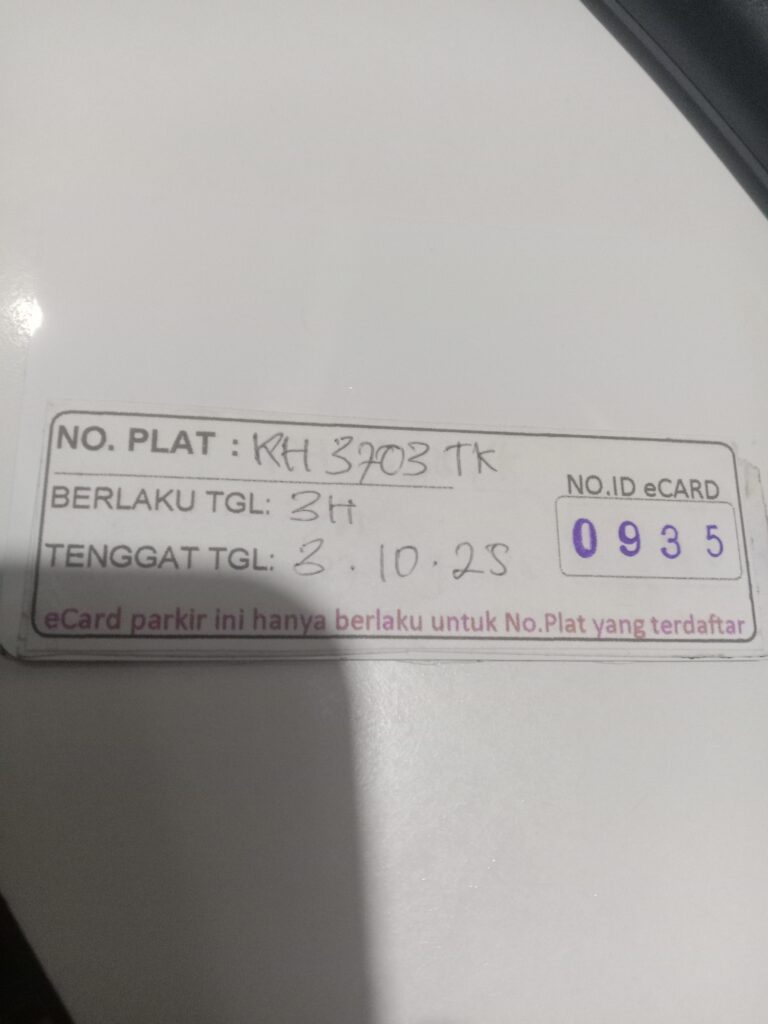 NO. PLAT : KH 3703 TK
BERLAKU TGL: 3H
NO.ID eCARD
0935
TENGGAT TGL: 3.10.25
eCard parkir ini hanya berlaku untuk No.Plat yang terdaftar